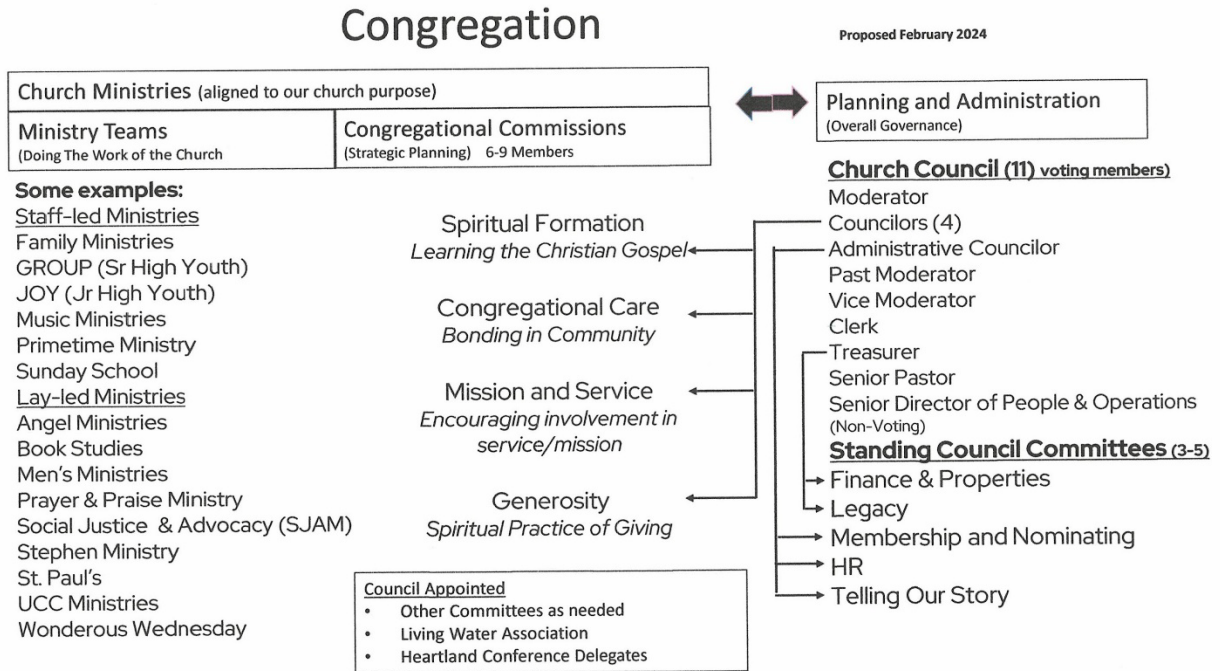 Congregation
Proposed February 2024
Church Ministries (aligned to our church purpose)
Ministry Teams
(Doing The Work of the Church
Congregational Commissions
(Strategic Planning) 6-9 Members
Some examples:
Staff-led Ministries
Family Ministries
GROUP (Sr High Youth)
JOY (Jr High Youth)
Music Ministries
Primetime Ministry
Sunday School
Lay-led Ministries
Angel Ministries
Book Studies
Men's Ministries
Prayer & Praise Ministry
Social Justice & Advocacy (SJAM)
Stephen Ministry
St. Paul's
UCC Ministries
Wonderous Wednesday
Spiritual Formation
Learning the Christian Gospel
Congregational Care
Bonding in Community
Mission and Service
Encouraging involvement in
service/mission
Generosity
Spiritual Practice of Giving
Council Appointed
• Other Committees as needed
• Living Water Association
• Heartland Conference Delegates
Planning and Administration
(Overall Governance)
Church Council (11) voting members)
Moderator
Councilors (4)
Administrative Councilor
Past Moderator
Vice Moderator
Clerk
Treasurer
Senior Pastor
Senior Director of People & Operations
(Non-Voting)
Standing Council Committees (3-5)
Finance & Properties
Legacy
Membership and Nominating
HR
Telling Our Story